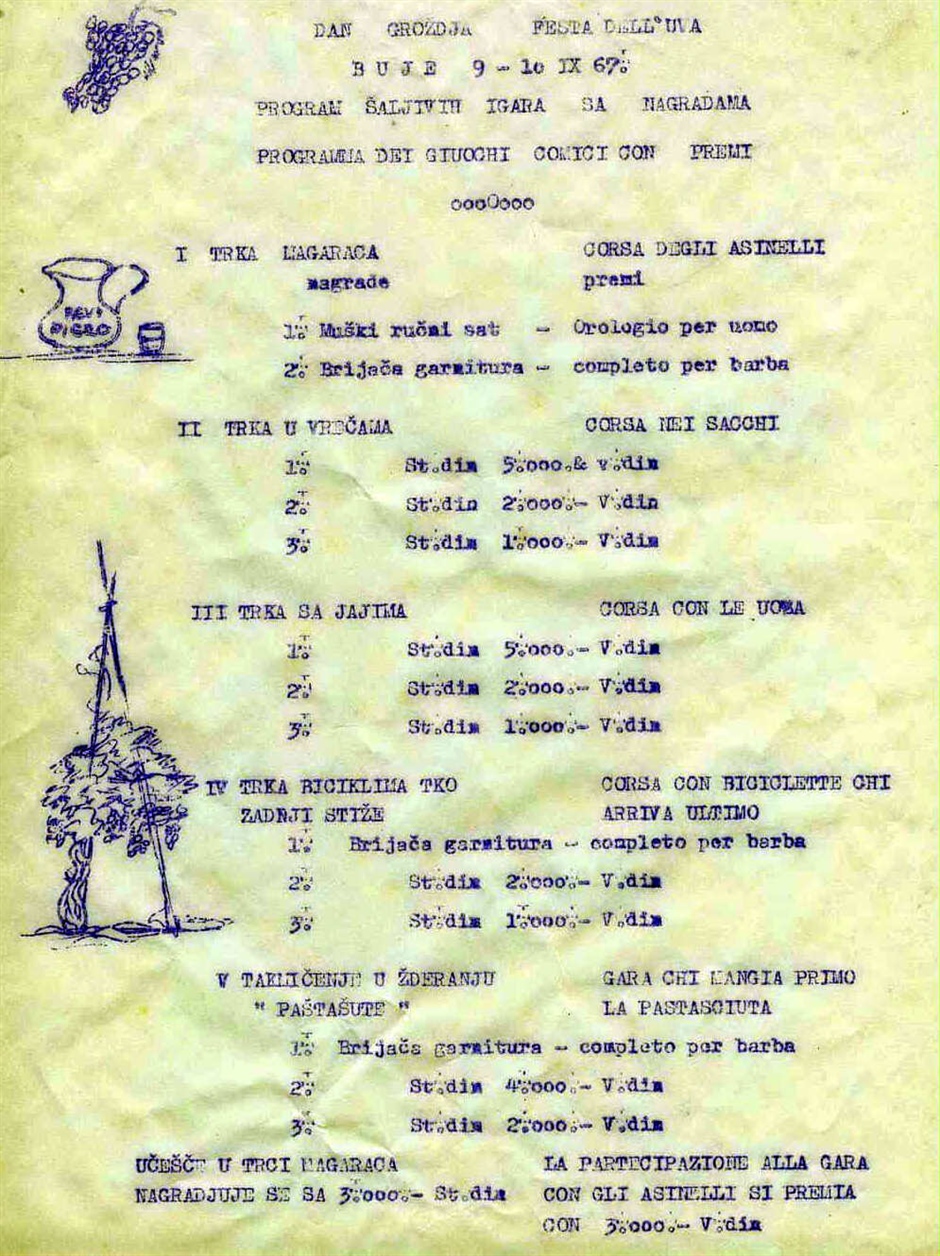 DAN GROŽDJA FESTA DELL'UVA
BUJE 9 - 10 IX 67.
PROGRAM ŠALJIVIH IGARA SA NAGRADAMA
PROGRAMMA DEI GIUOCHI COMICI CON PREMI
oooOooo
I TRKA MAGARACA CORSA DEGLI ASINELLI
nagrade premi
1. Muški ručni sat - Orologio per uomo
2. Brijača garnitura - completo per barba
II TRKA U VREČAMA CORSA NEI SACCHI
1. St.din 5.000.& V.din
2. St.din 2.000.- V.din
3. St.din 1.000.- V.din
III TRKA SA JAJIMA CORSA CON LE UOVA
1. St.din 5.000.- V.din
2. St.din 2.000.- V.din
3. St.din 1.000.- V.din
IV TRKA BICIKLIMA TKO CORSA CON BICICLETTE CHI
ZADNJI STIŽE ARRIVA ULTIMO
1. Brijača garnitura - completo per barba
2. St.din 2.000.- V.din
3. St.din 1.000.- V.din
V TAKMIČENJE U ŽDERANJU GARA CHI MANGIA PRIMO
" PAŠTAŠUTE " LA PASTASCIUTA
1. Brijača garnitura - completo per barba
2. St.din 4.000.- V.din
3. St.din 2.000.- V.din
UČEŠĆE U TRCI MAGARACA LA PARTECIPAZIONE ALLA GARA
NAGRADJUJE SE SA 3.000.- St.din CON GLI ASINELLI SI PREMIA
CON 3.000.- V.din